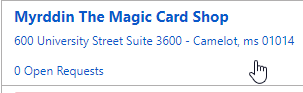 Myrddin The Magic Card Shop
600 University Street Suite 3600 - Camelot, ms 01014
0 Open Requests